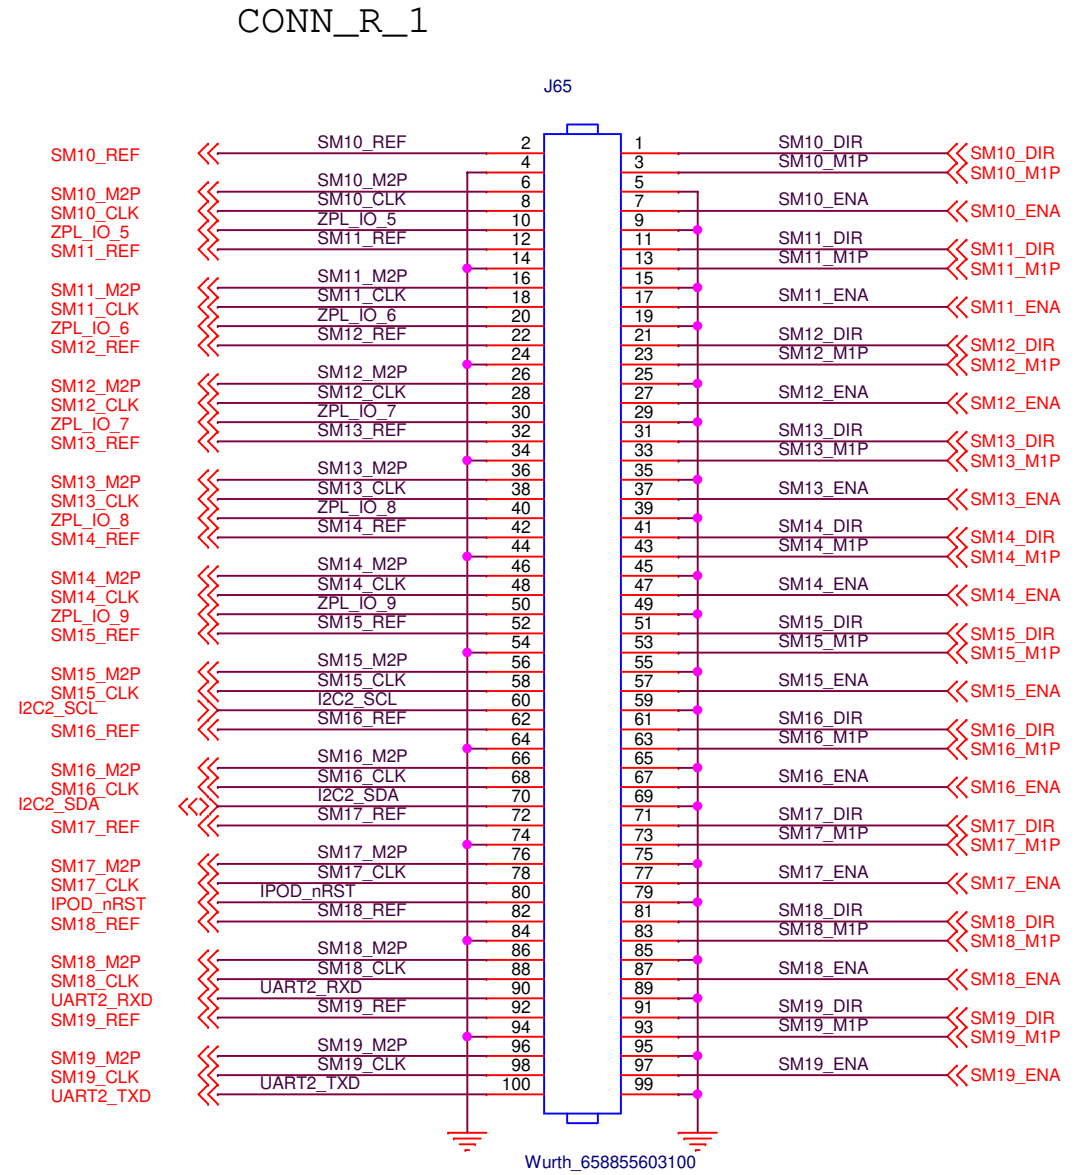 CONN_R_1
J65
SM10_REF SM10_REF 2 1 SM10_DIR SM10_DIR
4 3 SM10_M1P SM10_M1P
SM10_M2P SM10_M2P 6 5
SM10_CLK SM10_CLK 8 7 SM10_ENA SM10_ENA
ZPL_IO_5 ZPL_IO_5 10 9
SM11_REF SM11_REF 12 11 SM11_DIR SM11_DIR
14 13 SM11_M1P SM11_M1P
SM11_M2P SM11_M2P 16 15
SM11_CLK SM11_CLK 18 17 SM11_ENA SM11_ENA
ZPL_IO_6 ZPL_IO_6 20 19
SM12_REF SM12_REF 22 21 SM12_DIR SM12_DIR
24 23 SM12_M1P SM12_M1P
SM12_M2P SM12_M2P 26 25
SM12_CLK SM12_CLK 28 27 SM12_ENA SM12_ENA
ZPL_IO_7 ZPL_IO_7 30 29
SM13_REF SM13_REF 32 31 SM13_DIR SM13_DIR
34 33 SM13_M1P SM13_M1P
SM13_M2P SM13_M2P 36 35
SM13_CLK SM13_CLK 38 37 SM13_ENA SM13_ENA
ZPL_IO_8 ZPL_IO_8 40 39
SM14_REF SM14_REF 42 41 SM14_DIR SM14_DIR
44 43 SM14_M1P SM14_M1P
SM14_M2P SM14_M2P 46 45
SM14_CLK SM14_CLK 48 47 SM14_ENA SM14_ENA
ZPL_IO_9 ZPL_IO_9 50 49
SM15_REF SM15_REF 52 51 SM15_DIR SM15_DIR
54 53 SM15_M1P SM15_M1P
SM15_M2P SM15_M2P 56 55
SM15_CLK SM15_CLK 58 57 SM15_ENA SM15_ENA
I2C2_SCL I2C2_SCL 60 59
SM16_REF SM16_REF 62 61 SM16_DIR SM16_DIR
64 63 SM16_M1P SM16_M1P
SM16_M2P SM16_M2P 66 65
SM16_CLK SM16_CLK 68 67 SM16_ENA SM16_ENA
I2C2_SDA I2C2_SDA 70 69
SM17_REF SM17_REF 72 71 SM17_DIR SM17_DIR
74 73 SM17_M1P SM17_M1P
SM17_M2P SM17_M2P 76 75
SM17_CLK SM17_CLK 78 77 SM17_ENA SM17_ENA
IPOD_nRST IPOD_nRST 80 79
SM18_REF SM18_REF 82 81 SM18_DIR SM18_DIR
84 83 SM18_M1P SM18_M1P
SM18_M2P SM18_M2P 86 85
SM18_CLK SM18_CLK 88 87 SM18_ENA SM18_ENA
UART2_RXD UART2_RXD 90 89
SM19_REF SM19_REF 92 91 SM19_DIR SM19_DIR
94 93 SM19_M1P SM19_M1P
SM19_M2P SM19_M2P 96 95
SM19_CLK SM19_CLK 98 97 SM19_ENA SM19_ENA
UART2_TXD UART2_TXD 100 99
Wurth_658855603100